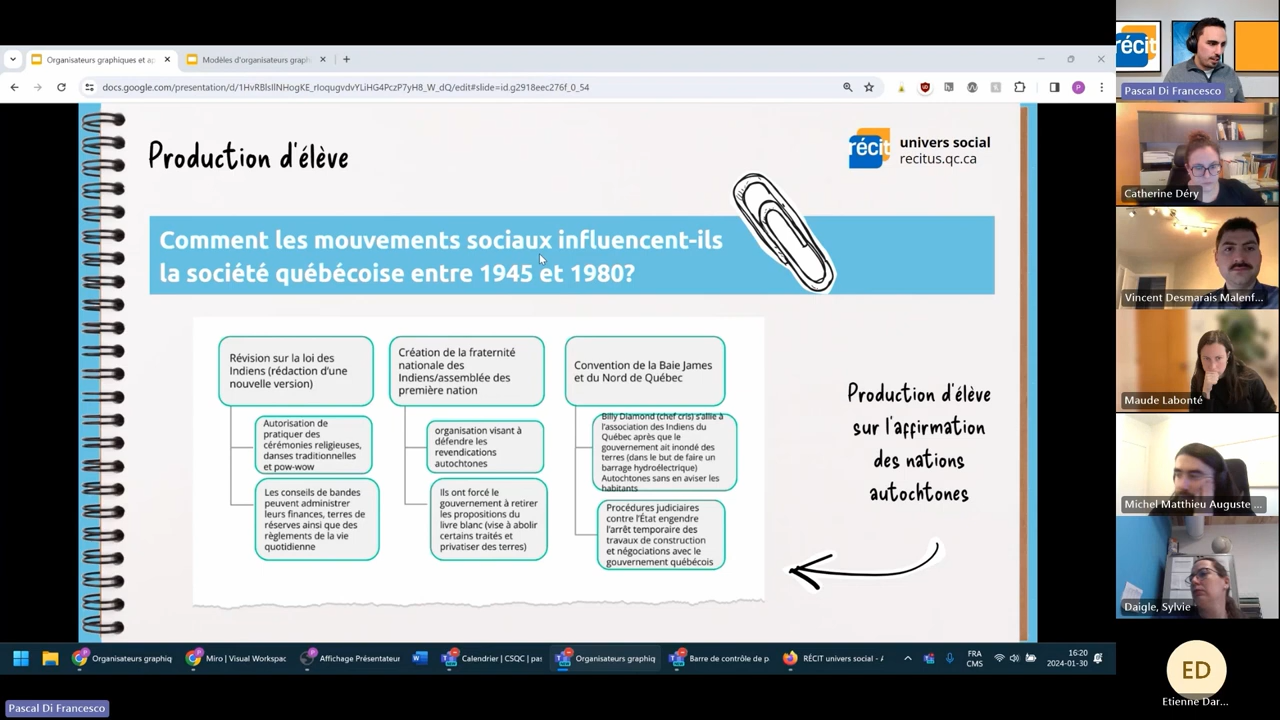 Organisateurs graphiques et ap
Modèles d'organisateurs graph
docs.google.com/presentation/d/1HvRBlsIlNHogKE_rIoqugvdvYLiHG4PczP7yH8_W_dQ/edit#slide=id.g2918eec276f_0_54
Production d'élève
récit
univers social
recitus.qc.ca
Comment les mouvements sociaux influencent-ils
la société québécoise entre 1945 et 1980?
Révision sur la loi des
Indiens (rédaction d'une
nouvelle version)
Autorisation de
pratiquer des
cérémonies religieuses,
danses traditionnelles
et pow-wow
Les conseils de bandes
peuvent administrer
leurs finances, terres de
réserves ainsi que des
règlements de la vie
quotidienne
Création de la fraternité
nationale des
Indiens/assemblée des
première nation
organisation visant à
défendre les
revendications
autochtones
Ils ont forcé le
gouvernement à retirer
les propositions du
livre blanc (vise à abolir
certains traités et
privatiser des terres)
Convention de la Baie James
et du Nord de Québec
Billy Diamond (chef cris) s'allie à
l'association des Indiens du
Québec après que le
gouvernement ait inondé des
terres (dans le but de faire un
barrage hydroélectrique)
Autochtones sans en aviser les
habitants
Procédures judiciaires
contre l'État engendre
l'arrêt temporaire des
travaux de construction
et négociations avec le
gouvernement québécois
Production d'élève
sur l'affirmation
des nations
autochtones
Organisateurs graphiq
Miro | Visual Workspac
Affichage Présentateur
Calendrier | CSQC | pas
Organisateurs graphiq
Barre de contrôle de p
RÉCIT univers social - A
FRA
CMS
16:20
2024-01-30
Pascal Di Francesco
récit
Pascal Di Francesco
Catherine Déry
Vincent Desmarais Malenf...
Maude Labonté
Michel Matthieu Auguste ...
Daigle, Sylvie
ED
Etienne Dar...